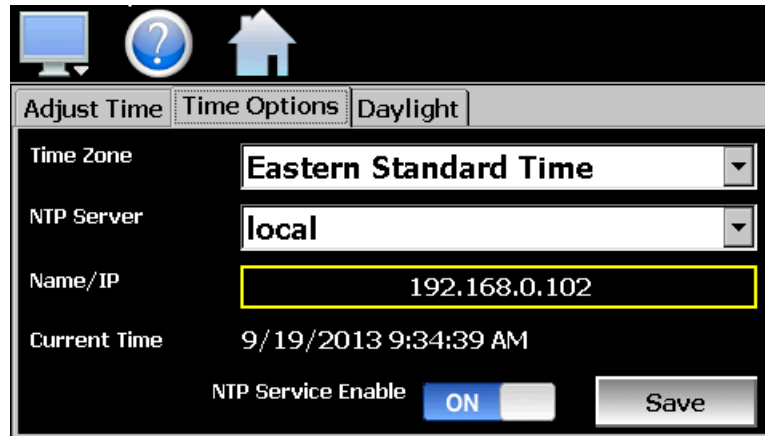 ?
Adjust Time Time Options Daylight
Time Zone Eastern Standard Time
NTP Server local
Name/IP 192.168.0.102
Current Time 9/19/2013 9:34:39 AM
NTP Service Enable ON Save